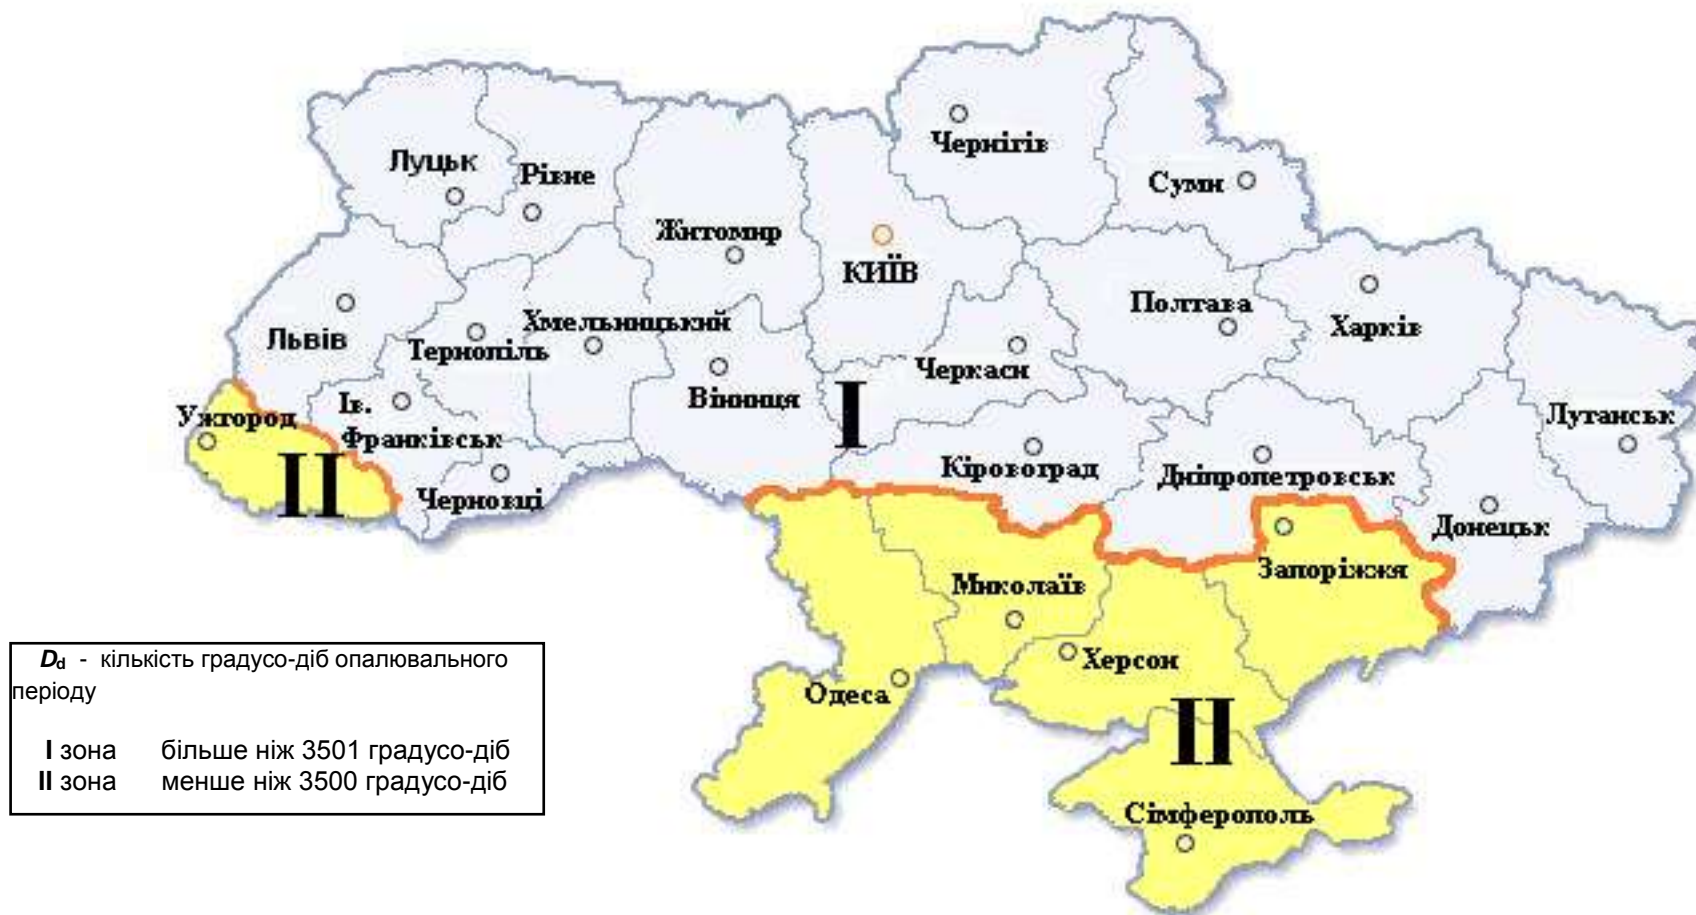 Чернігів
Луцьк
Рівне
Суми
Житомир
КИЇВ
Полтава
Хмельницький
Харків
Львів
Тернопіль
Черкаси
I
Вінниця
Ужгород
Ів.
Франківськ
Лутанськ
II
Кіровоград
Дніпропетровськ
Черновці
Донецьк
Запоріжжя
Миколаїв
Херсон
Одеса
II
Сімферополь
Dd - кількість градусо-діб опалювального
періоду
I зона більше ніж 3501 градусо-діб
II зона менше ніж 3500 градусо-діб